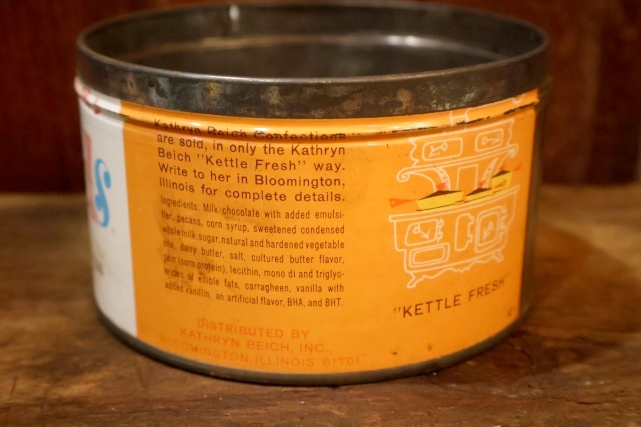 Kathryn Beich Confections
are sold, in only the Kathryn
Beich "Kettle Fresh" way.
Write to her in Bloomington,
Illinois for complete details.
Ingredients: Milk chocolate with added emulsi-
fier, pecans, corn syrup, sweetened condensed
whole milk, sugar, natural and hardened vegetable
oils, dairy butter, salt, cultured butter flavor,
(corn protein), lecithin, mono di and triglyc-
erides of edible fats, carragheen, vanilla with
added vanillin, an artificial flavor, BHA, and BHT.
DISTRIBUTED BY
KATHRYN BEICH, INC.,
BLOOMINGTON, ILLINOIS 61701
"KETTLE FRESH"